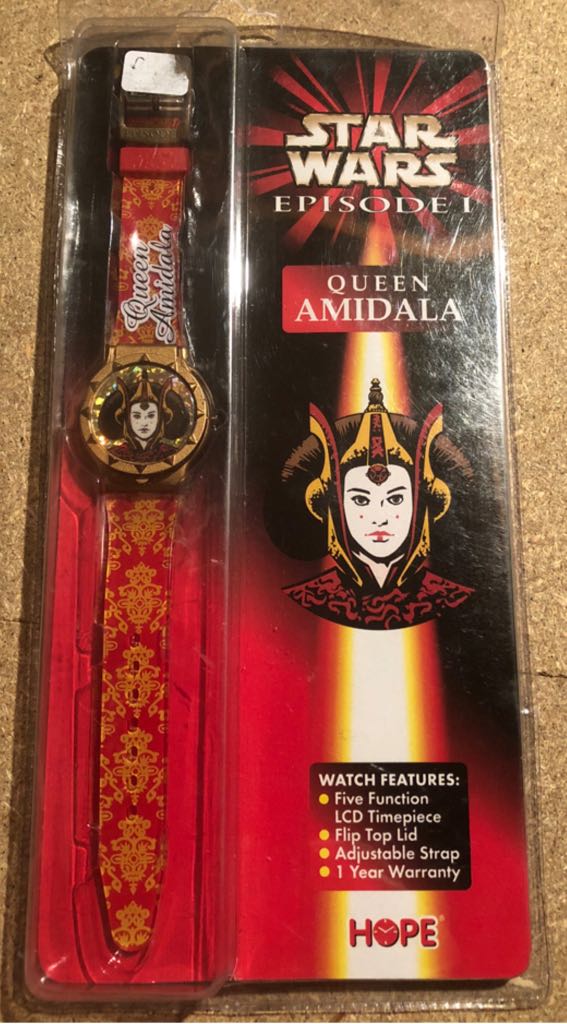 Queen
Amidala
STAR
WARS
EPISODE I
QUEEN
AMIDALA
WATCH FEATURES:
Five Function
LCD Timepiece
Flip Top Lid
Adjustable Strap
1 Year Warranty
HOPE®